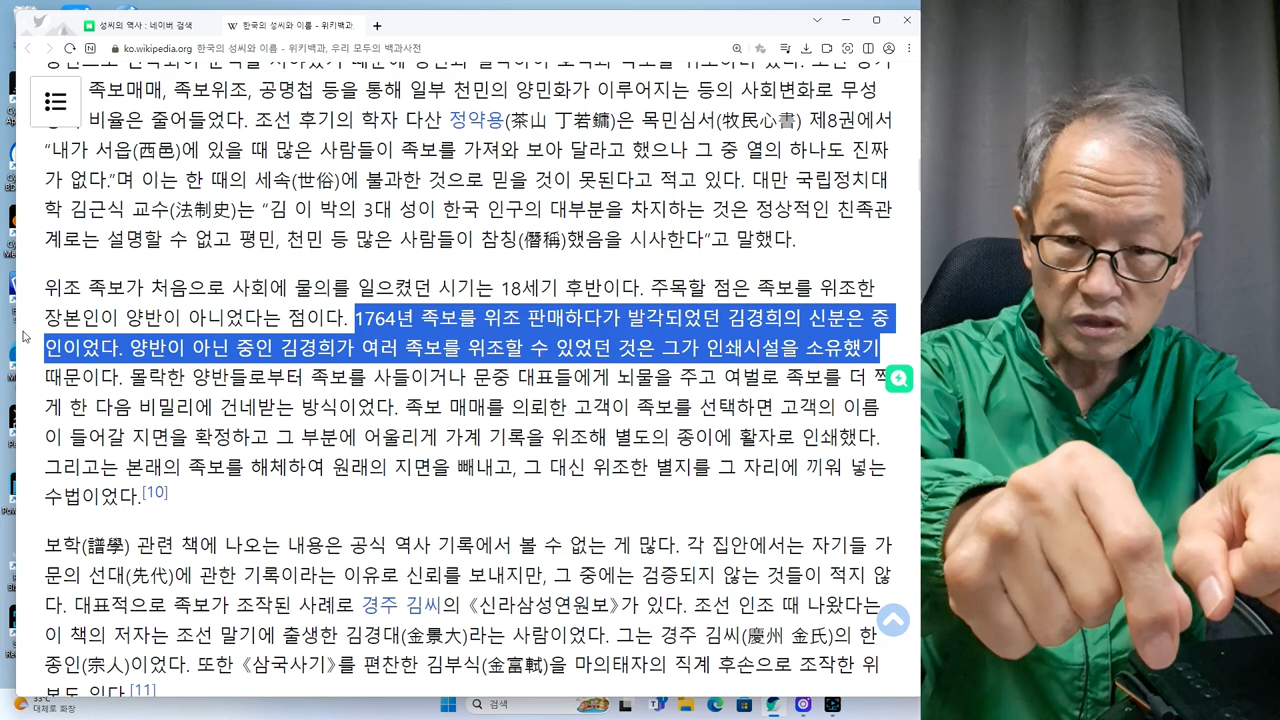 성씨의 역사 : 네이버 검색
한국의 성씨와 이름 - 위키백과,
ko.wikipedia.org 한국의 성씨와 이름 - 위키백과, 우리 모두의 백과사전
족보매매, 족보위조, 공명첩 등을 통해 일부 천민의 양민화가 이루어지는 등의 사회변화로 무성
비율은 줄어들었다. 조선 후기의 학자 다산 정약용(茶山 丁若鏞)은 목민심서(牧民心書) 제8권에서
“내가 서읍(西邑)에 있을 때 많은 사람들이 족보를 가져와 보아 달라고 했으나 그 중 열의 하나도 진짜
가 없다.”며 이는 한 때의 세속(世俗)에 불과한 것으로 믿을 것이 못된다고 적고 있다. 대만 국립정치대
학 김근식 교수(法制史)는 “김 이 박의 3대 성이 한국 인구의 대부분을 차지하는 것은 정상적인 친족관
계로는 설명할 수 없고 평민, 천민 등 많은 사람들이 참칭(僭稱)했음을 시사한다”고 말했다.
위조 족보가 처음으로 사회에 물의를 일으켰던 시기는 18세기 후반이다. 주목할 점은 족보를 위조한
장본인이 양반이 아니었다는 점이다. 1764년 족보를 위조 판매하다가 발각되었던 김경희의 신분은 중
인이었다. 양반이 아닌 중인 김경희가 여러 족보를 위조할 수 있었던 것은 그가 인쇄시설을 소유했기
때문이다. 몰락한 양반들로부터 족보를 사들이거나 문중 대표들에게 뇌물을 주고 여벌로 족보를 더 찍
게 한 다음 비밀리에 건네받는 방식이었다. 족보 매매를 의뢰한 고객이 족보를 선택하면 고객의 이름
이 들어갈 지면을 확정하고 그 부분에 어울리게 가계 기록을 위조해 별도의 종이에 활자로 인쇄했다.
그리고는 본래의 족보를 해체하여 원래의 지면을 빼내고, 그 대신 위조한 별지를 그 자리에 끼워 넣는
수법이었다.[10]
보학(譜學) 관련 책에 나오는 내용은 공식 역사 기록에서 볼 수 없는 게 많다. 각 집안에서는 자기들 가
문의 선대(先代)에 관한 기록이라는 이유로 신뢰를 보내지만, 그 중에는 검증되지 않는 것들이 적지 않
다. 대표적으로 족보가 조작된 사례로 경주 김씨의 《신라삼성연원보》가 있다. 조선 인조 때 나왔다는
이 책의 저자는 조선 말기에 출생한 김경대(金景大)라는 사람이었다. 그는 경주 김씨(慶州 金氏)의 한
종인(宗人)이었다. 또한 《삼국사기》를 편찬한 김부식(金富軾)을 마의태자의 직계 후손으로 조작한 위
보도 있다.[11]
33°C
대체로 화창
검색